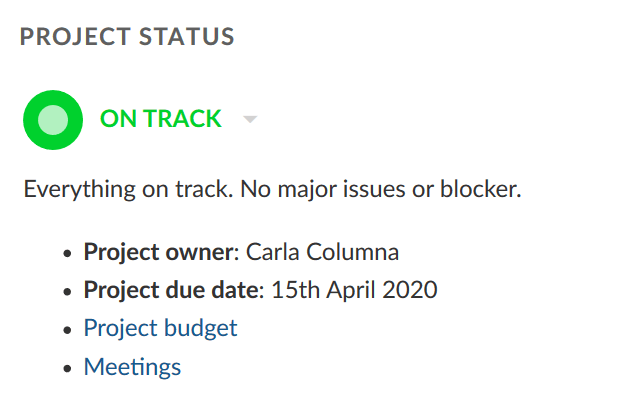 PROJECT STATUS
ON TRACK
Everything on track. No major issues or blocker.
• Project owner: Carla Columna
• Project due date: 15th April 2020
• Project budget
• Meetings